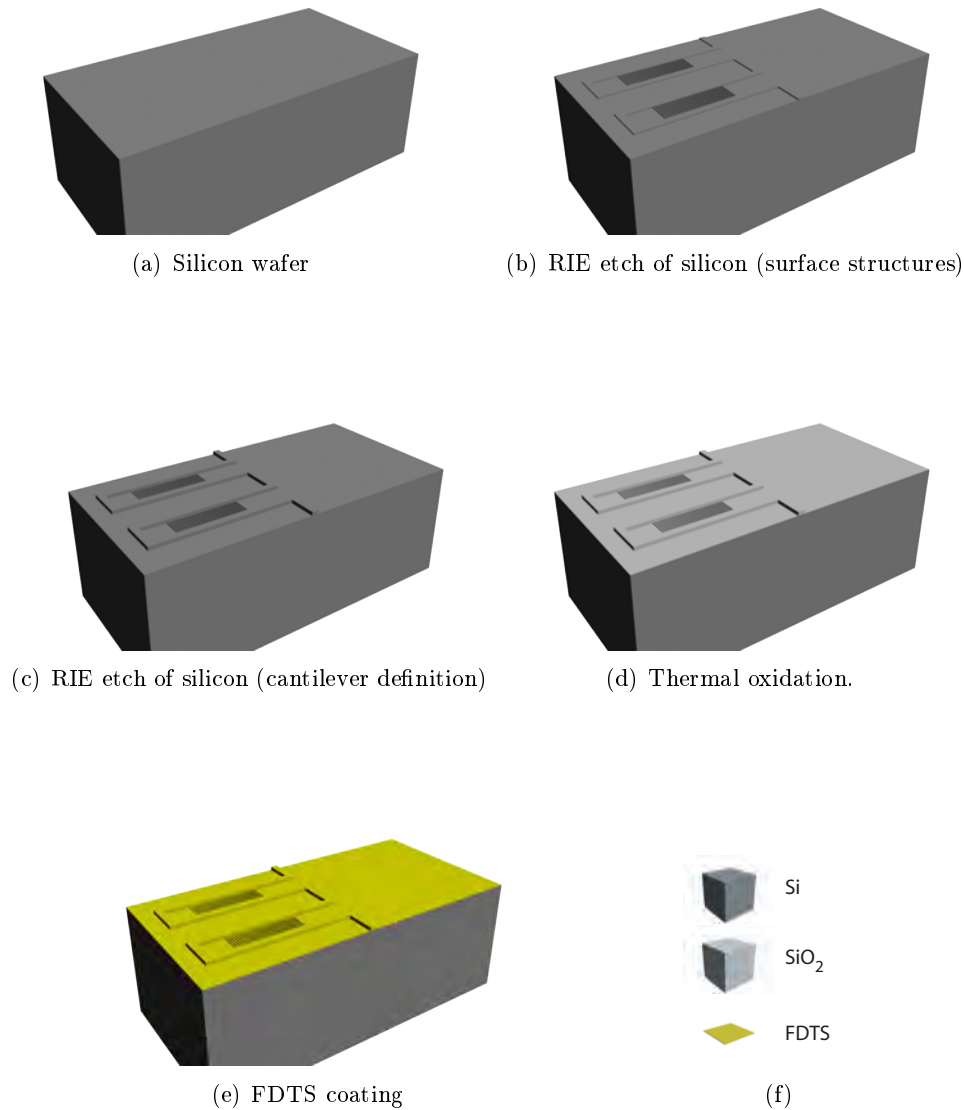 (a) Silicon wafer
(b) RIE etch of silicon (surface structures)
(c) RIE etch of silicon (cantilever definition)
(d) Thermal oxidation.
Si
SiO₂
FDTS
(e) FDTS coating
(f)